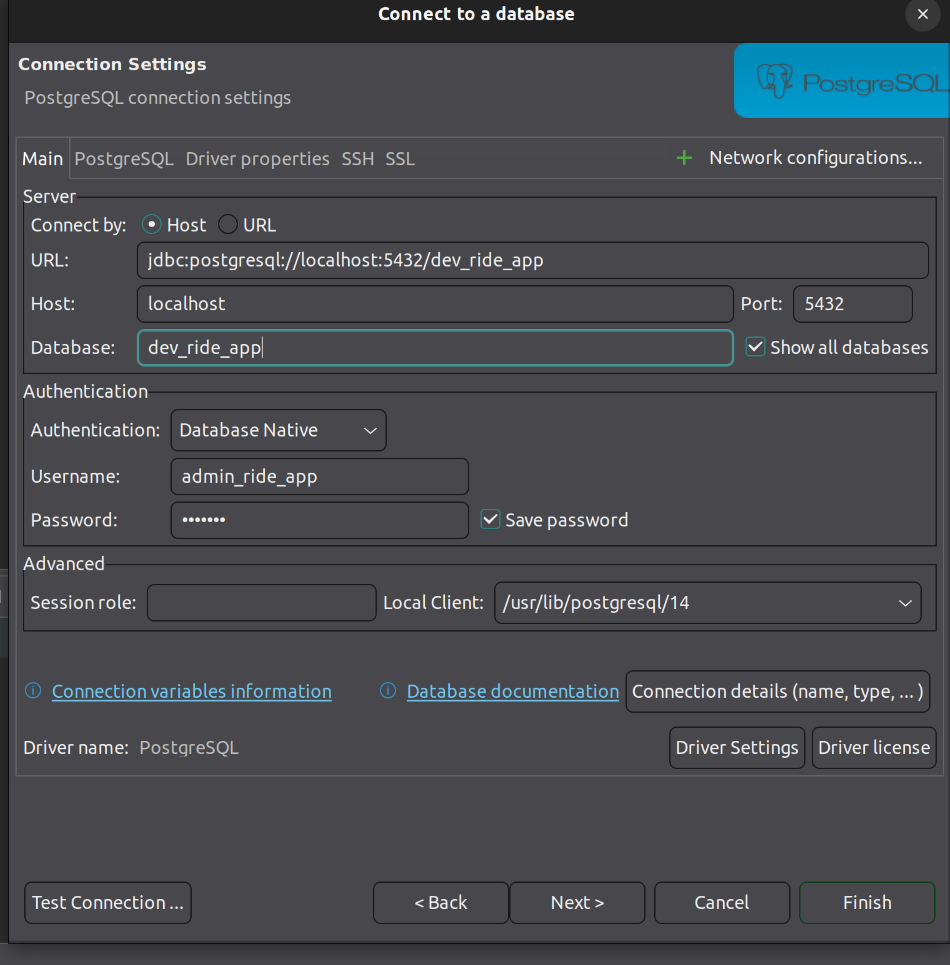 Connect to a database
Connection Settings
PostgreSQL connection settings
PostgreSQL
Main PostgreSQL Driver properties SSH SSL Network configurations...
Server
Connect by: Host URL
URL: jdbc:postgresql://localhost:5432/dev_ride_app
Host: localhost Port: 5432
Database: dev_ride_app Show all databases
Authentication
Authentication: Database Native
Username: admin_ride_app
Password: ••••••• Save password
Advanced
Session role: Local Client: /usr/lib/postgresql/14
Connection variables information Database documentation Connection details (name, type, ... )
Driver name: PostgreSQL Driver Settings Driver license
Test Connection ... < Back Next > Cancel Finish